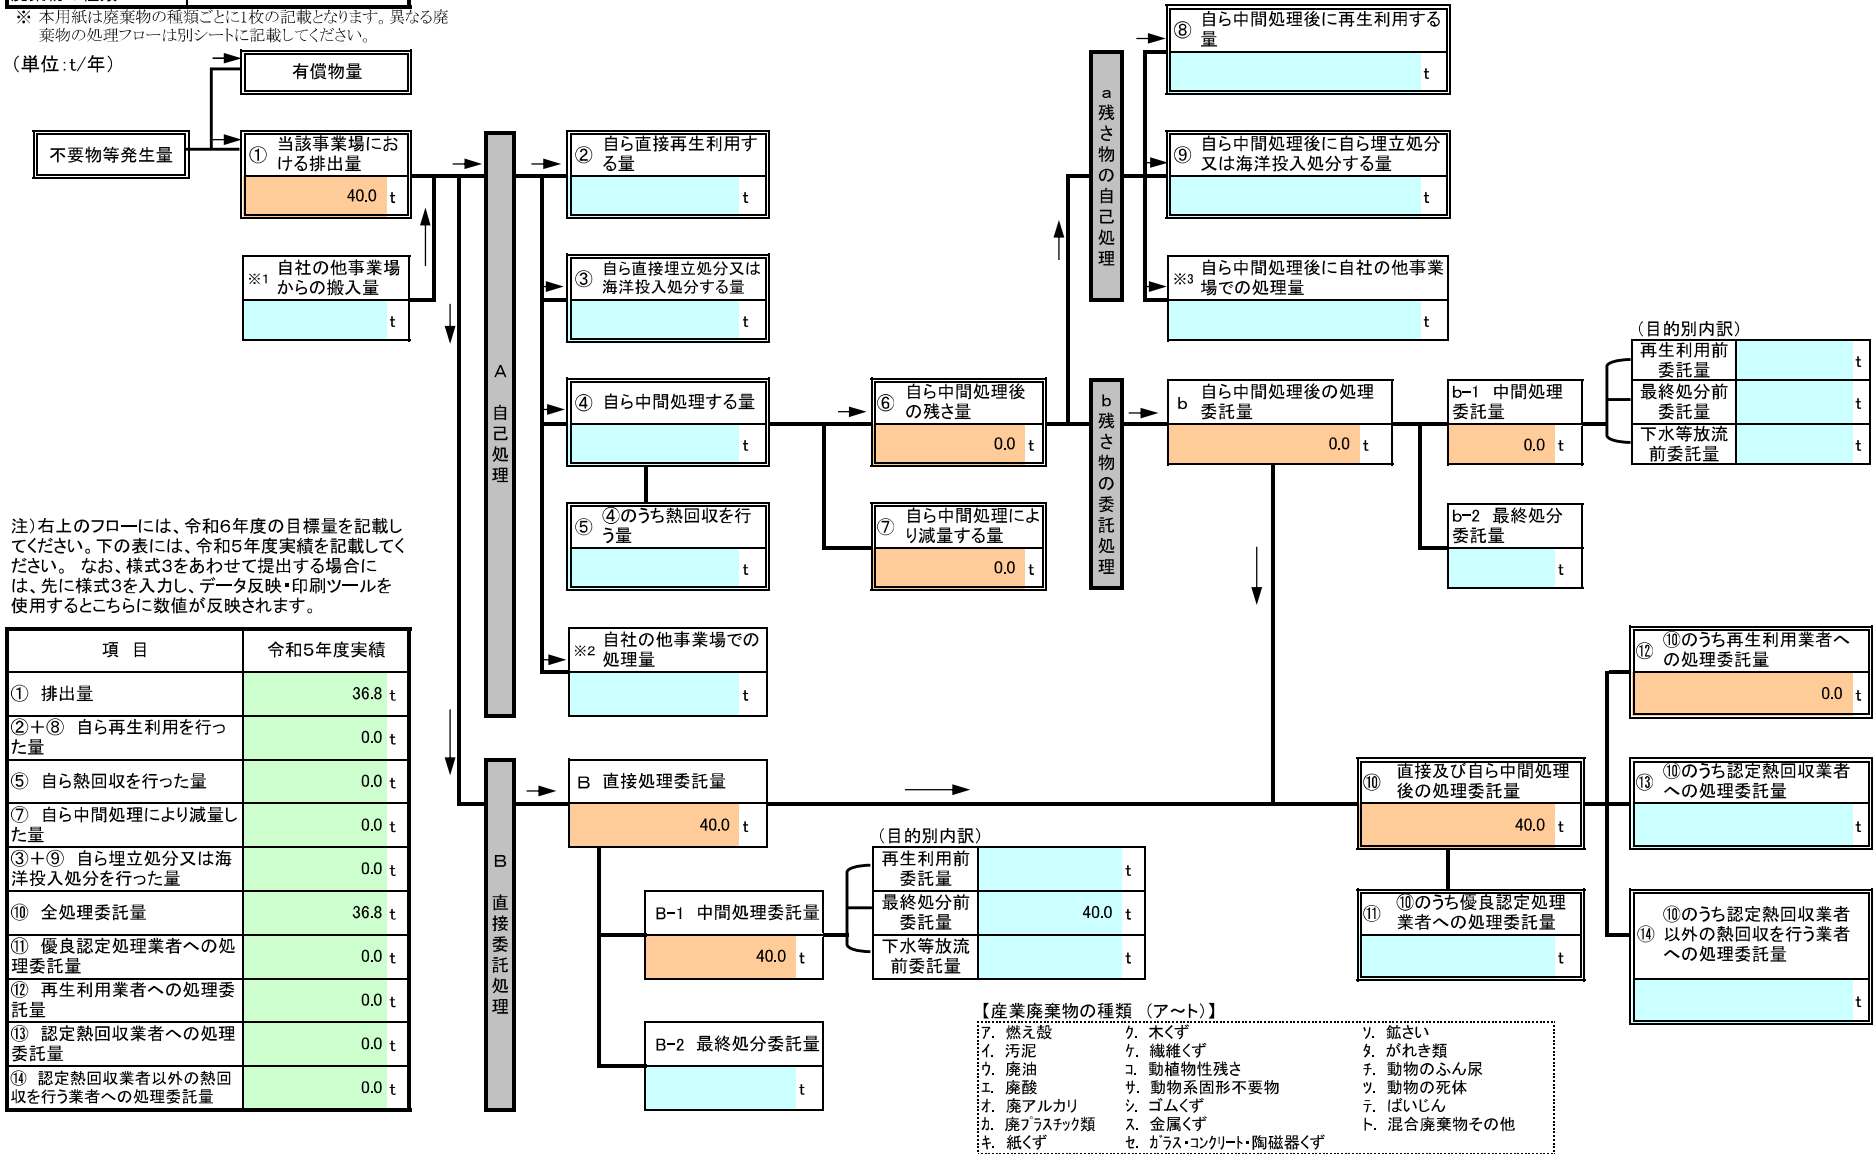 ※ 本用紙は廃棄物の種類ごとに1枚の記載となります。異なる廃
棄物の処理フローは別シートに記載してください。
(単位:t/年)
有償物量
不要物等発生量
① 当該事業場にお
ける排出量
40.0 t
※1 自社の他事業場
からの搬入量
t
A 自己処理
② 自ら直接再生利用す
る量
t
③ 自ら直接埋立処分又は
海洋投入処分する量
t
④ 自ら中間処理する量
t
⑤ ④のうち熱回収を行
う量
t
※2 自社の他事業場での
処理量
t
⑥ 自ら中間処理後
の残さ量
0.0 t
⑦ 自ら中間処理によ
り減量する量
0.0 t
a 残さ物の自己処理
⑧ 自ら中間処理後に再生利用する
量
t
⑨ 自ら中間処理後に自ら埋立処分
又は海洋投入処分する量
t
※3 自ら中間処理後に自社の他事業
場での処理量
t
b 残さ物の委託処理
b 自ら中間処理後の処理
委託量
0.0 t
b-1 中間処理
委託量
0.0 t
b-2 最終処分
委託量
t
(目的別内訳)
再生利用前
委託量
t
最終処分前
委託量
t
下水等放流
前委託量
t
注)右上のフローには、令和6年度の目標量を記載し
てください。下の表には、令和5年度実績を記載してく
ださい。 なお、様式3をあわせて提出する場合に
は、先に様式3を入力し、データ反映・印刷ツールを
使用するとこちらに数値が反映されます。
項 目 令和5年度実績
① 排出量 36.8 t
②+⑧ 自ら再生利用を行っ
た量 0.0 t
⑤ 自ら熱回収を行った量 0.0 t
⑦ 自ら中間処理により減量し
た量 0.0 t
③+⑨ 自ら埋立処分又は海
洋投入処分を行った量 0.0 t
⑩ 全処理委託量 36.8 t
⑪ 優良認定処理業者への処
理委託量 0.0 t
⑫ 再生利用業者への処理委
託量 0.0 t
⑬ 認定熱回収業者への処理
委託量 0.0 t
⑭ 認定熱回収業者以外の熱回
収を行う業者への処理委託量 0.0 t
B 直接委託処理
B 直接処理委託量
40.0 t
B-1 中間処理委託量
40.0 t
B-2 最終処分委託量
t
(目的別内訳)
再生利用前
委託量
t
最終処分前
委託量
40.0 t
下水等放流
前委託量
t
⑩ 直接及び自ら中間処理
後の処理委託量
40.0 t
⑪ ⑩のうち優良認定処理
業者への処理委託量
t
⑫ ⑩のうち再生利用業者へ
の処理委託量
0.0 t
⑬ ⑩のうち認定熱回収業者
への処理委託量
t
⑩のうち認定熱回収業者
⑭ 以外の熱回収を行う業者
への処理委託量
t
【産業廃棄物の種類 (ア~ト)】
ア. 燃え殻 ク. 木くず ソ. 鉱さい
イ. 汚泥 ケ. 繊維くず タ. がれき類
ウ. 廃油 コ. 動植物性残さ チ. 動物のふん尿
エ. 廃酸 サ. 動物系固形不要物 ツ. 動物の死体
オ. 廃アルカリ シ. ゴムくず テ. ばいじん
カ. 廃プラスチック類 ス. 金属くず ト. 混合廃棄物その他
キ. 紙くず セ. ガラス・コンクリート・陶磁器くず